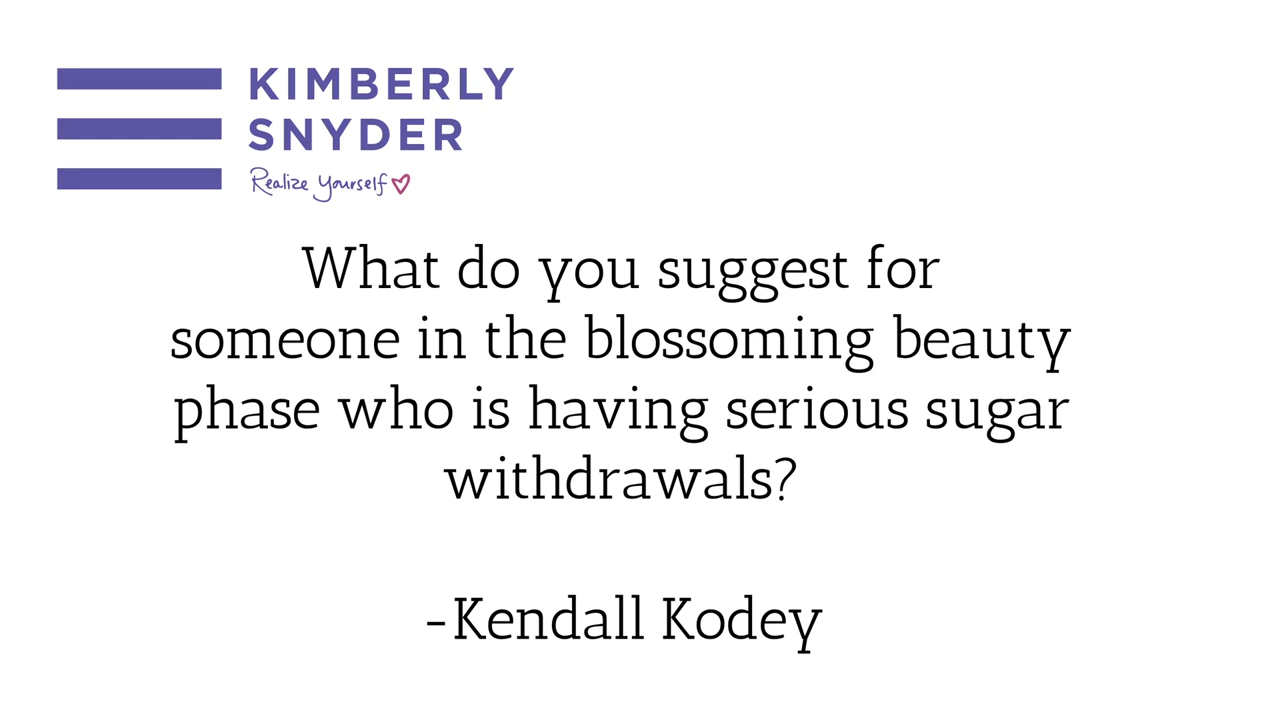 KIMBERLY
SNYDER
Realize Yourself
What do you suggest for
someone in the blossoming beauty
phase who is having serious sugar
withdrawals?
-Kendall Kodey